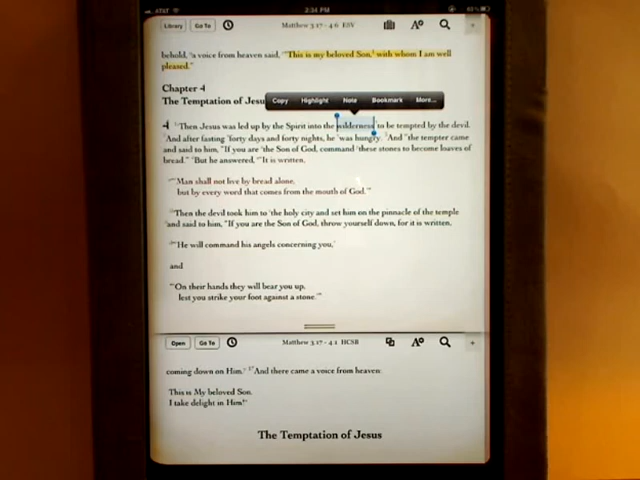 AT&T 2:34 PM
Library Go To Matthew 3.17 - 4.6 ESV
behold, a voice from heaven said, "This is my beloved Son, with whom I am well
pleased."
Chapter 4
The Temptation of Jesu
Copy Highlight Note Bookmark More...
4 Then Jesus was led up by the Spirit into the wilderness to be tempted by the devil.
And after fasting forty days and forty nights, he was hungry. And the tempter came
and said to him, "If you are the Son of God, command these stones to become loaves of
bread." But he answered, "It is written,
"'Man shall not live by bread alone,
but by every word that comes from the mouth of God.'"
Then the devil took him to the holy city and set him on the pinnacle of the temple
and said to him, "If you are the Son of God, throw yourself down, for it is written,
"'He will command his angels concerning you,'
and
"'On their hands they will bear you up,
lest you strike your foot against a stone.'"
Open Go To Matthew 3.17 - 4.1 HCSB
coming down on Him. 17 And there came a voice from heaven:
This is My beloved Son.
I take delight in Him!
The Temptation of Jesus